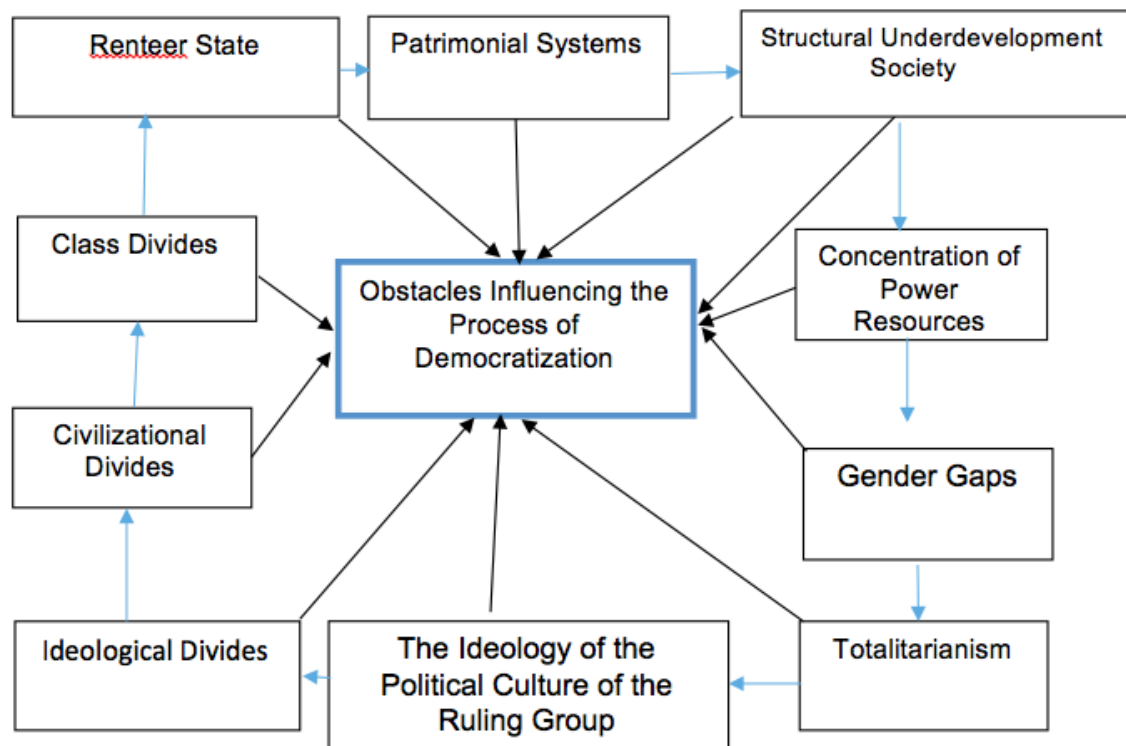 Renteer State
Patrimonial Systems
Structural Underdevelopment
Society
Class Divides
Obstacles Influencing the
Process of
Democratization
Concentration of
Power
Resources
Civilizational
Divides
Gender Gaps
Ideological Divides
The Ideology of the
Political Culture of the
Ruling Group
Totalitarianism